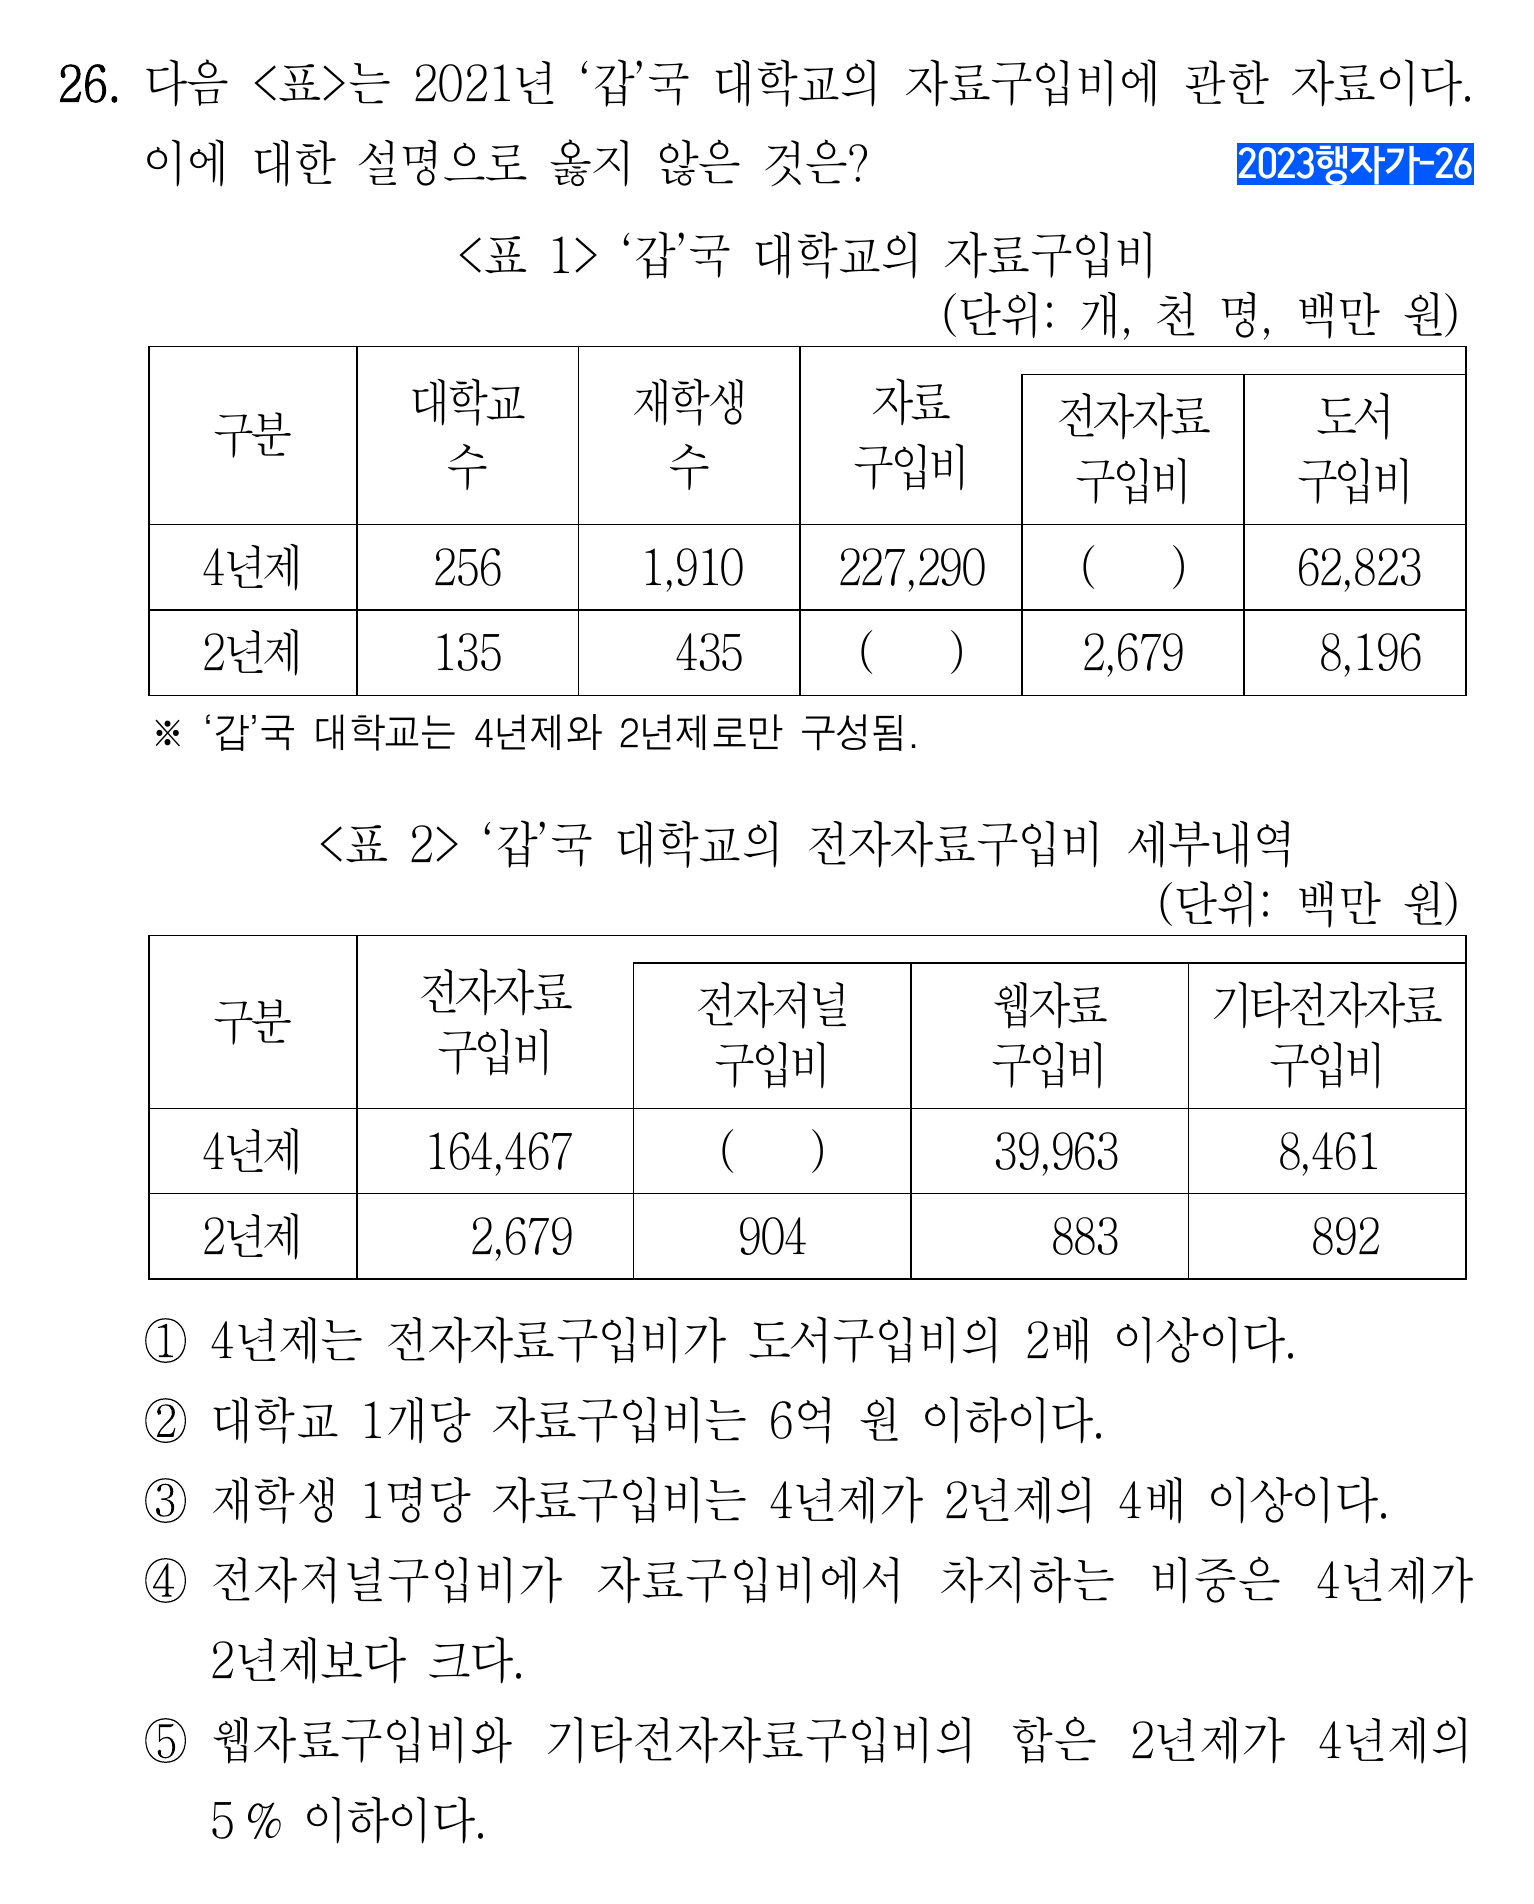 26. 다음 <표>는 2021년 ‘갑’국 대학교의 자료구입비에 관한 자료이다.
이에 대한 설명으로 옳지 않은 것은?
2023행자가-26
<표 1> ‘갑’국 대학교의 자료구입비
(단위: 개, 천 명, 백만 원)
구분 대학교 수 재학생 수 자료 구입비 전자자료 구입비 도서 구입비
4년제 256 1,910 227,290 ( ) 62,823
2년제 135 435 ( ) 2,679 8,196
※ ‘갑’국 대학교는 4년제와 2년제로만 구성됨.
<표 2> ‘갑’국 대학교의 전자자료구입비 세부내역
(단위: 백만 원)
구분 전자자료 구입비 전자저널 구입비 웹자료 구입비 기타전자자료 구입비
4년제 164,467 ( ) 39,963 8,461
2년제 2,679 904 883 892
① 4년제는 전자자료구입비가 도서구입비의 2배 이상이다.
② 대학교 1개당 자료구입비는 6억 원 이하이다.
③ 재학생 1명당 자료구입비는 4년제가 2년제의 4배 이상이다.
④ 전자저널구입비가 자료구입비에서 차지하는 비중은 4년제가
2년제보다 크다.
⑤ 웹자료구입비와 기타전자자료구입비의 합은 2년제가 4년제의
5 % 이하이다.